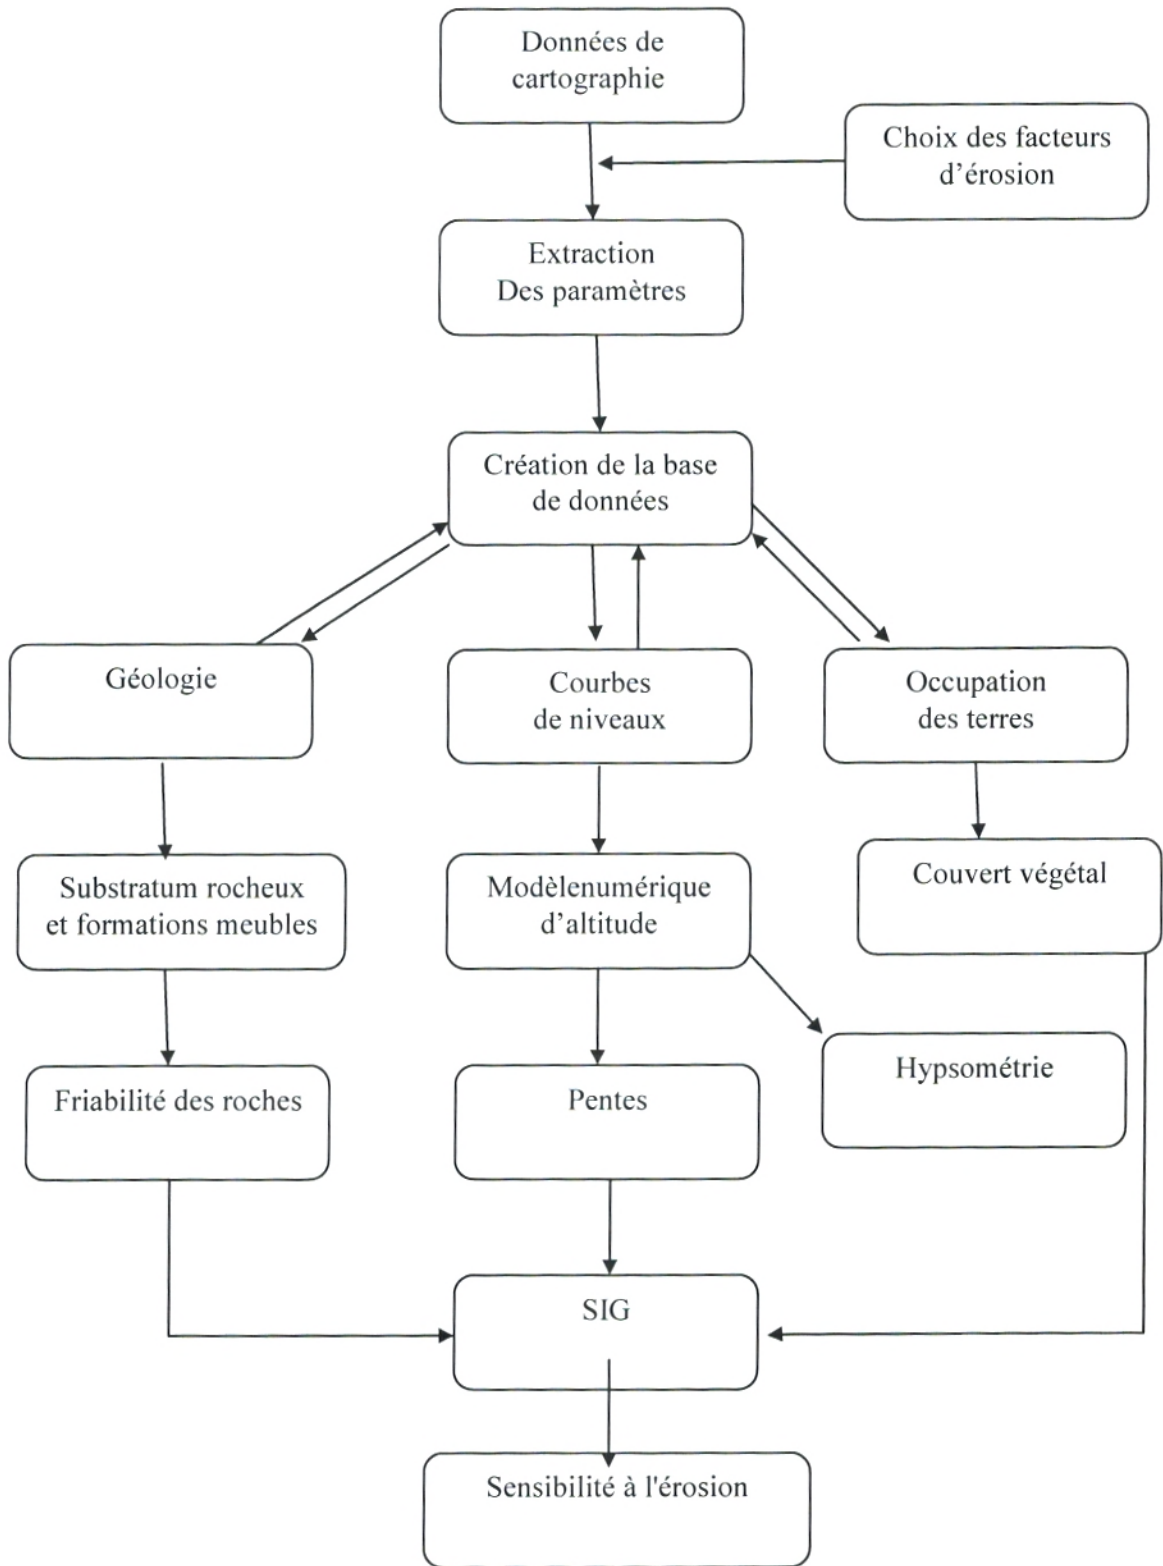 Données de
cartographie
Choix des facteurs
d’érosion
Extraction
Des paramètres
Création de la base
de données
Géologie
Courbes
de niveaux
Occupation
des terres
Substratum rocheux
et formations meubles
Modèlenumérique
d’altitude
Couvert végétal
Hypsométrie
Friabilité des roches
Pentes
SIG
Sensibilité à l'érosion